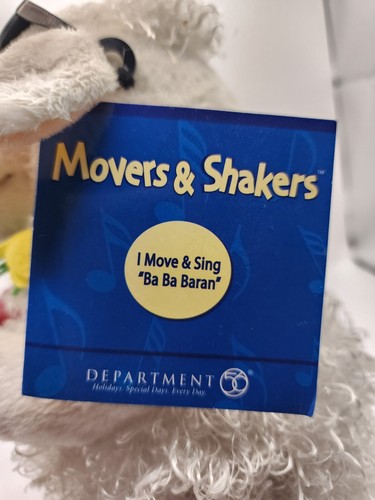 Movers & Shakers™
I Move & Sing
"Ba Ba Baran"
DEPARTMENT 56®
Holidays. Special Days. Every Day.